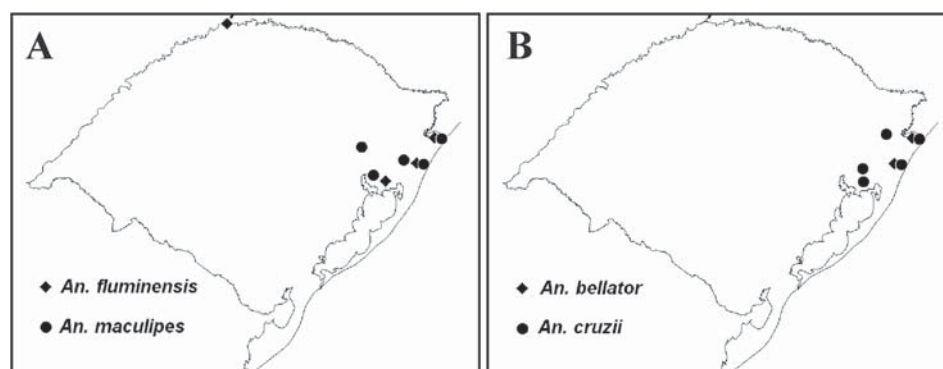 A
An. fluminensis
An. maculipes
B
An. bellator
An. cruzii